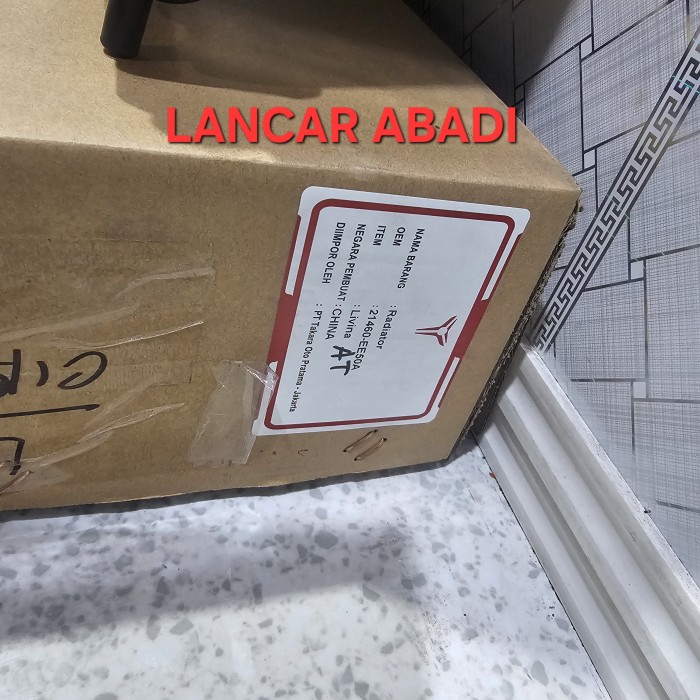 LANCAR ABADI
NAMA BARANG : Radiator
OEM : 21460-EE50A
ITEM : Livina AT
NEGARA PEMBUAT : CHINA
DIIMPOR OLEH : PT Takara Oto Pratama - Jakarta